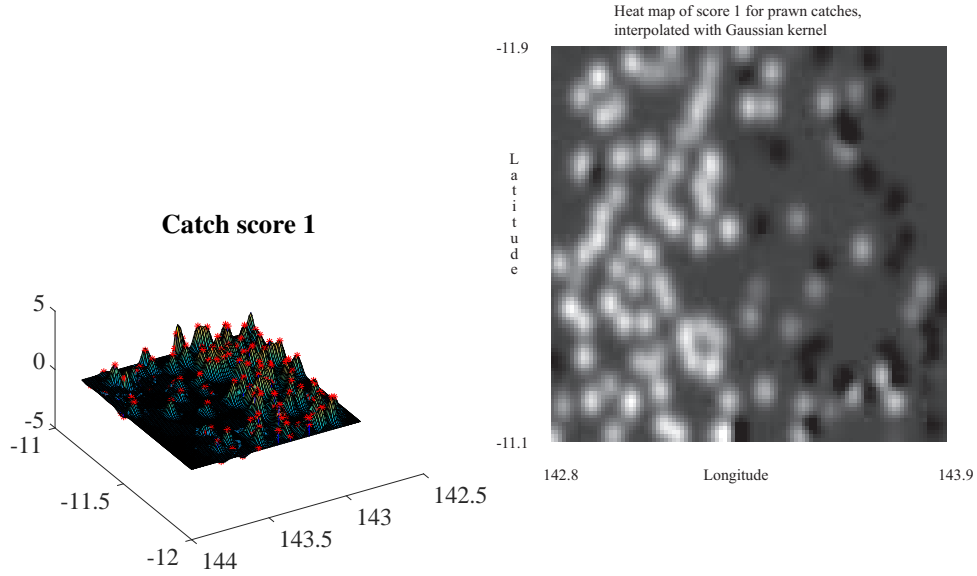 Heat map of score 1 for prawn catches,
interpolated with Gaussian kernel
-11.9
Latitude
-11.1
142.8
Longitude
143.9
Catch score 1
5
0
-5
-11
-11.5
-12
144
143.5
143
142.5